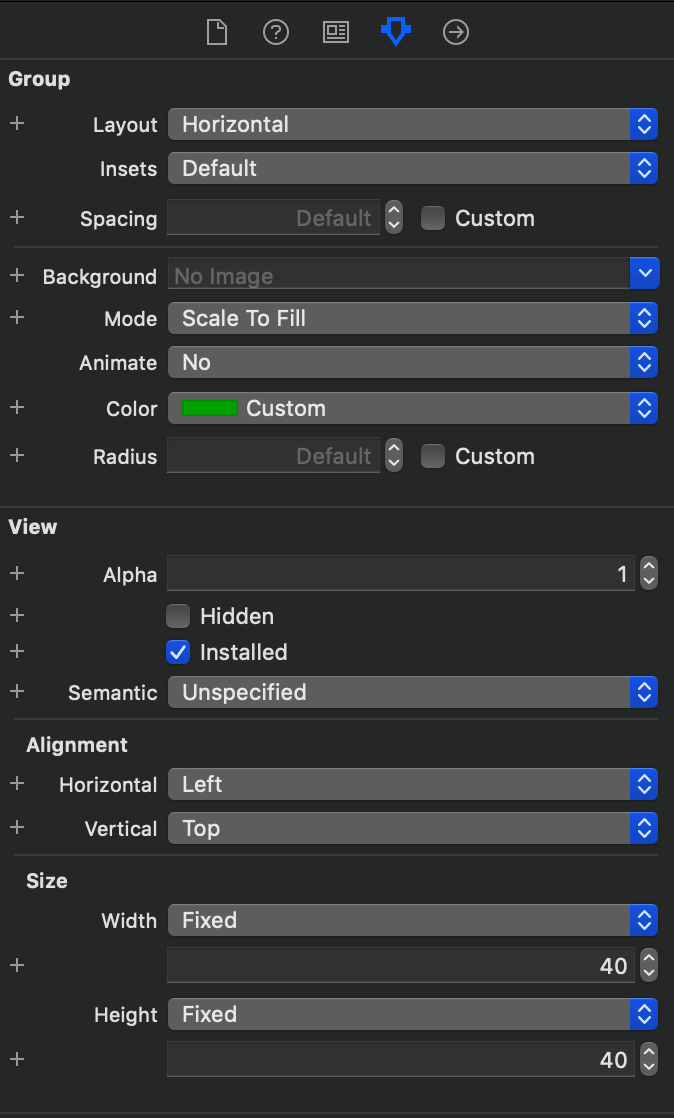 Group
+ Layout Horizontal
Insets Default
+ Spacing Default Custom
+ Background No Image
+ Mode Scale To Fill
Animate No
+ Color Custom
+ Radius Default Custom
View
+ Alpha 1
+ Hidden
+ Installed
+ Semantic Unspecified
Alignment
+ Horizontal Left
+ Vertical Top
Size
Width Fixed
+ 40
Height Fixed
+ 40